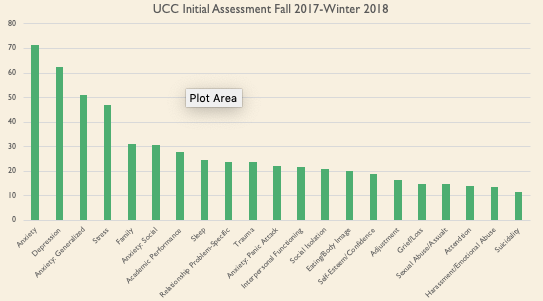 UCC Initial Assessment Fall 2017-Winter 2018
80
70
60
50
40
30
20
10
0
Plot Area
Anxiety
Depression
Anxiety: Generalized
Stress
Family
Anxiety: Social
Academic Performance
Sleep
Relationship Problem-Specific
Trauma
Anxiety: Panic Attack
Interpersonal Functioning
Social Isolation
Eating/Body Image
Self-Esteem/Confidence
Adjustment
Grief/Loss
Sexual Abuse/Assualt
Attention
Harassment/Emotional Abuse
Suicidality